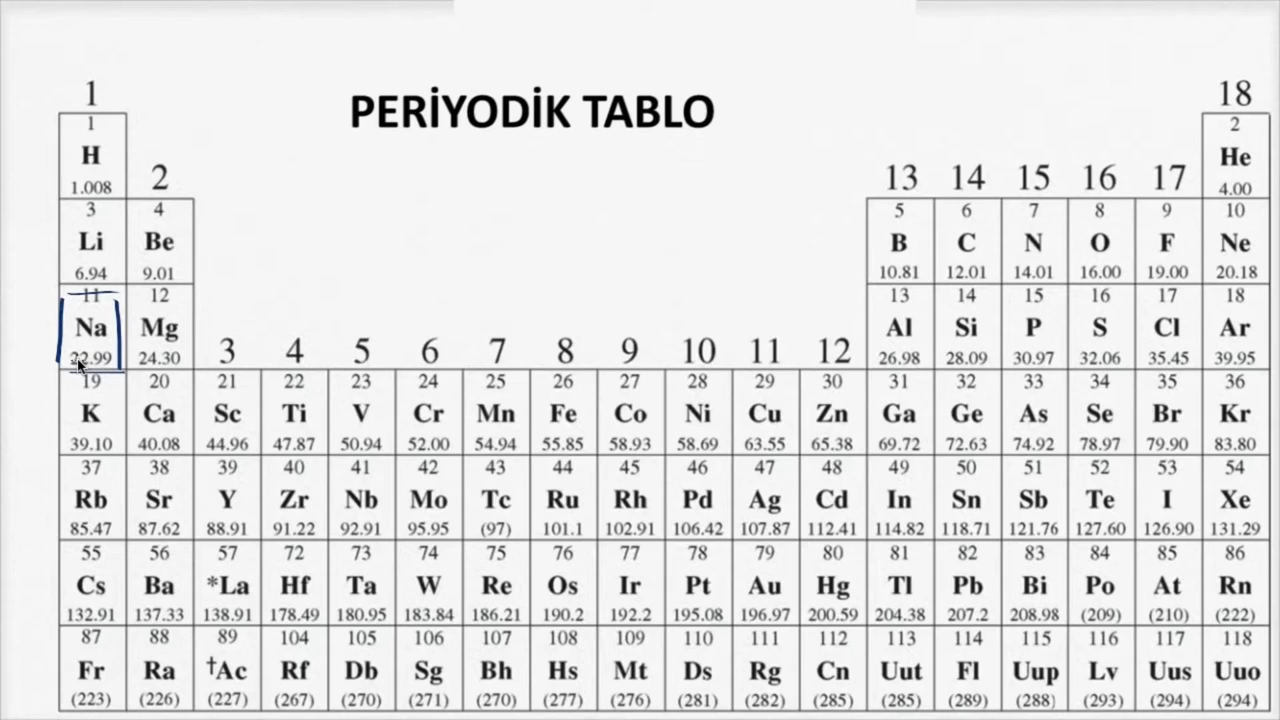 1 18
PERİYODİK TABLO
1 2
H He
1.008 2 13 14 15 16 17 4.00
3 4 5 6 7 8 9 10
Li Be B C N O F Ne
6.94 9.01 10.81 12.01 14.01 16.00 19.00 20.18
11 12 13 14 15 16 17 18
Na Mg Al Si P S Cl Ar
22.99 24.30 3 4 5 6 7 8 9 10 11 12 26.98 28.09 30.97 32.06 35.45 39.95
19 20 21 22 23 24 25 26 27 28 29 30 31 32 33 34 35 36
K Ca Sc Ti V Cr Mn Fe Co Ni Cu Zn Ga Ge As Se Br Kr
39.10 40.08 44.96 47.87 50.94 52.00 54.94 55.85 58.93 58.69 63.55 65.38 69.72 72.63 74.92 78.97 79.90 83.80
37 38 39 40 41 42 43 44 45 46 47 48 49 50 51 52 53 54
Rb Sr Y Zr Nb Mo Tc Ru Rh Pd Ag Cd In Sn Sb Te I Xe
85.47 87.62 88.91 91.22 92.91 95.95 (97) 101.1 102.91 106.42 107.87 112.41 114.82 118.71 121.76 127.60 126.90 131.29
55 56 57 72 73 74 75 76 77 78 79 80 81 82 83 84 85 86
Cs Ba *La Hf Ta W Re Os Ir Pt Au Hg Tl Pb Bi Po At Rn
132.91 137.33 138.91 178.49 180.95 183.84 186.21 190.2 192.2 195.08 196.97 200.59 204.38 207.2 208.98 (209) (210) (222)
87 88 89 104 105 106 107 108 109 110 111 112 113 114 115 116 117 118
Fr Ra †Ac Rf Db Sg Bh Hs Mt Ds Rg Cn Uut Fl Uup Lv Uus Uuo
(223) (226) (227) (267) (270) (271) (270) (277) (276) (281) (282) (285) (285) (289) (288) (293) (294) (294)